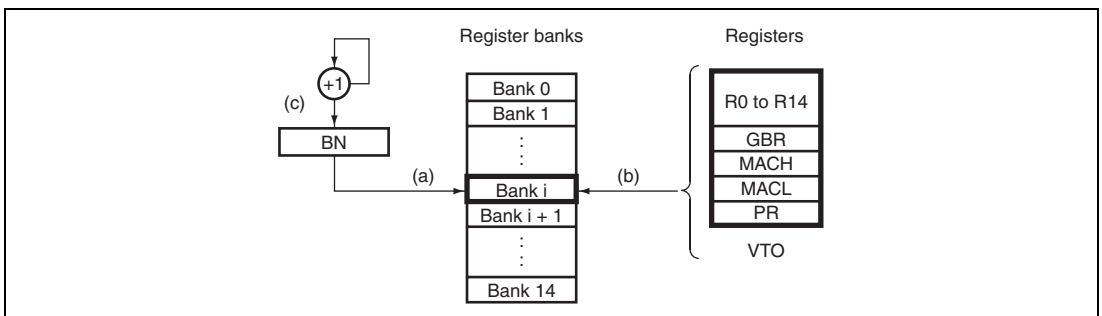 Register banks
Registers
+1
(c)
BN
(a)
Bank 0
Bank 1
:
:
Bank i
Bank i + 1
:
:
Bank 14
(b)
R0 to R14
GBR
MACH
MACL
PR
VTO